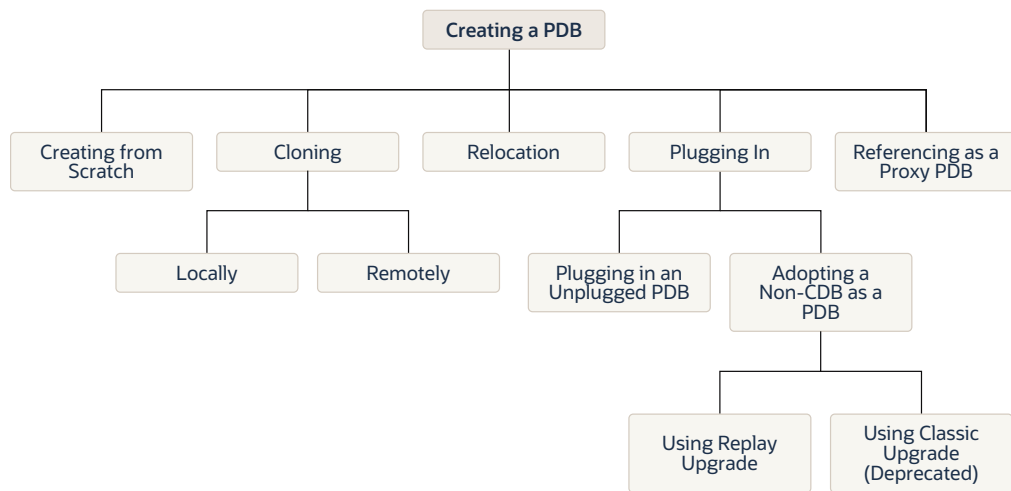 Creating a PDB
Creating from
Scratch
Cloning
Relocation
Plugging In
Referencing as a
Proxy PDB
Locally
Remotely
Plugging in an
Unplugged PDB
Adopting a
Non-CDB as a
PDB
Using Replay
Upgrade
Using Classic
Upgrade
(Deprecated)